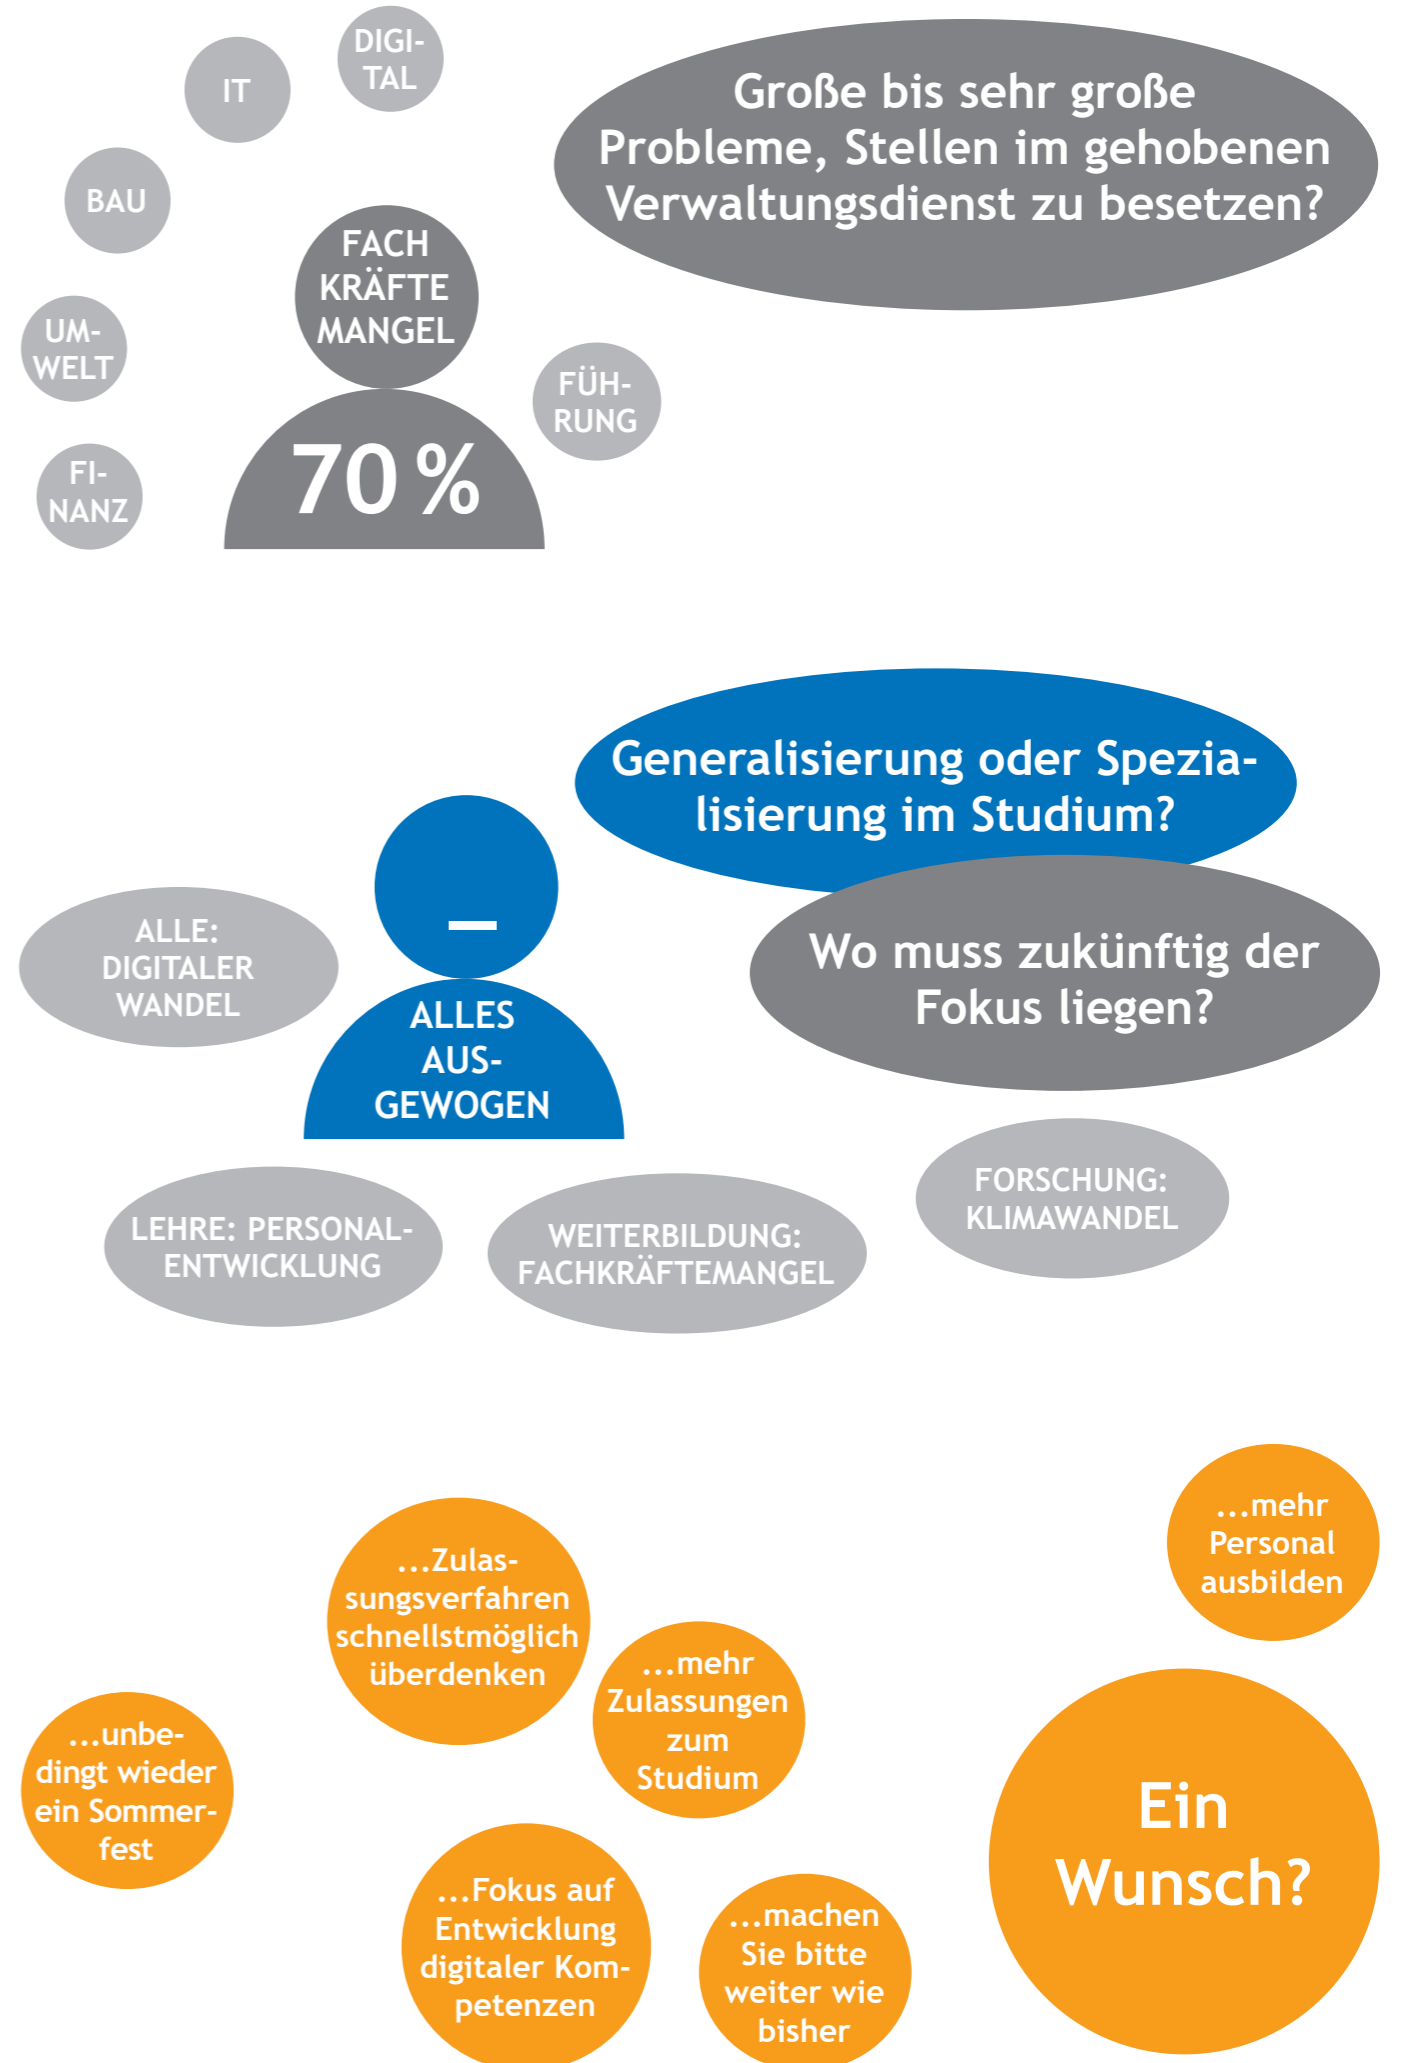 DIGI-
TAL
IT
BAU
UM-
WELT
FI-
NANZ
FACH
KRÄFTE
MANGEL
70 %
FÜH-
RUNG
Große bis sehr große
Probleme, Stellen im gehobenen
Verwaltungsdienst zu besetzen?
Generalisierung oder Spezia-
lisierung im Studium?
Wo muss zukünftig der
Fokus liegen?
–
ALLES
AUS-
GEWOGEN
ALLE:
DIGITALER
WANDEL
LEHRE: PERSONAL-
ENTWICKLUNG
WEITERBILDUNG:
FACHKRÄFTEMANGEL
FORSCHUNG:
KLIMAWANDEL
...mehr
Personal
ausbilden
...Zulas-
sungsverfahren
schnellstmöglich
überdenken
...mehr
Zulassungen
zum
Studium
...unbe-
dingt wieder
ein Sommer-
fest
Ein
Wunsch?
...Fokus auf
Entwicklung
digitaler Kom-
petenzen
...machen
Sie bitte
weiter wie
bisher